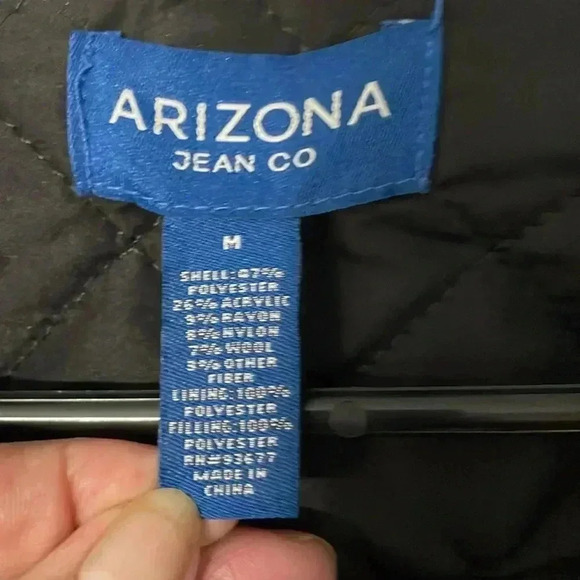 ARIZONA
JEAN CO
M
SHELL:47%
POLYESTER
26% ACRYLIC
9% RAYON
8% NYLON
7% WOOL
3% OTHER
FIBER
LINING:100%
POLYESTER
FILLING:100%
POLYESTER
RN#93677
MADE IN
CHINA